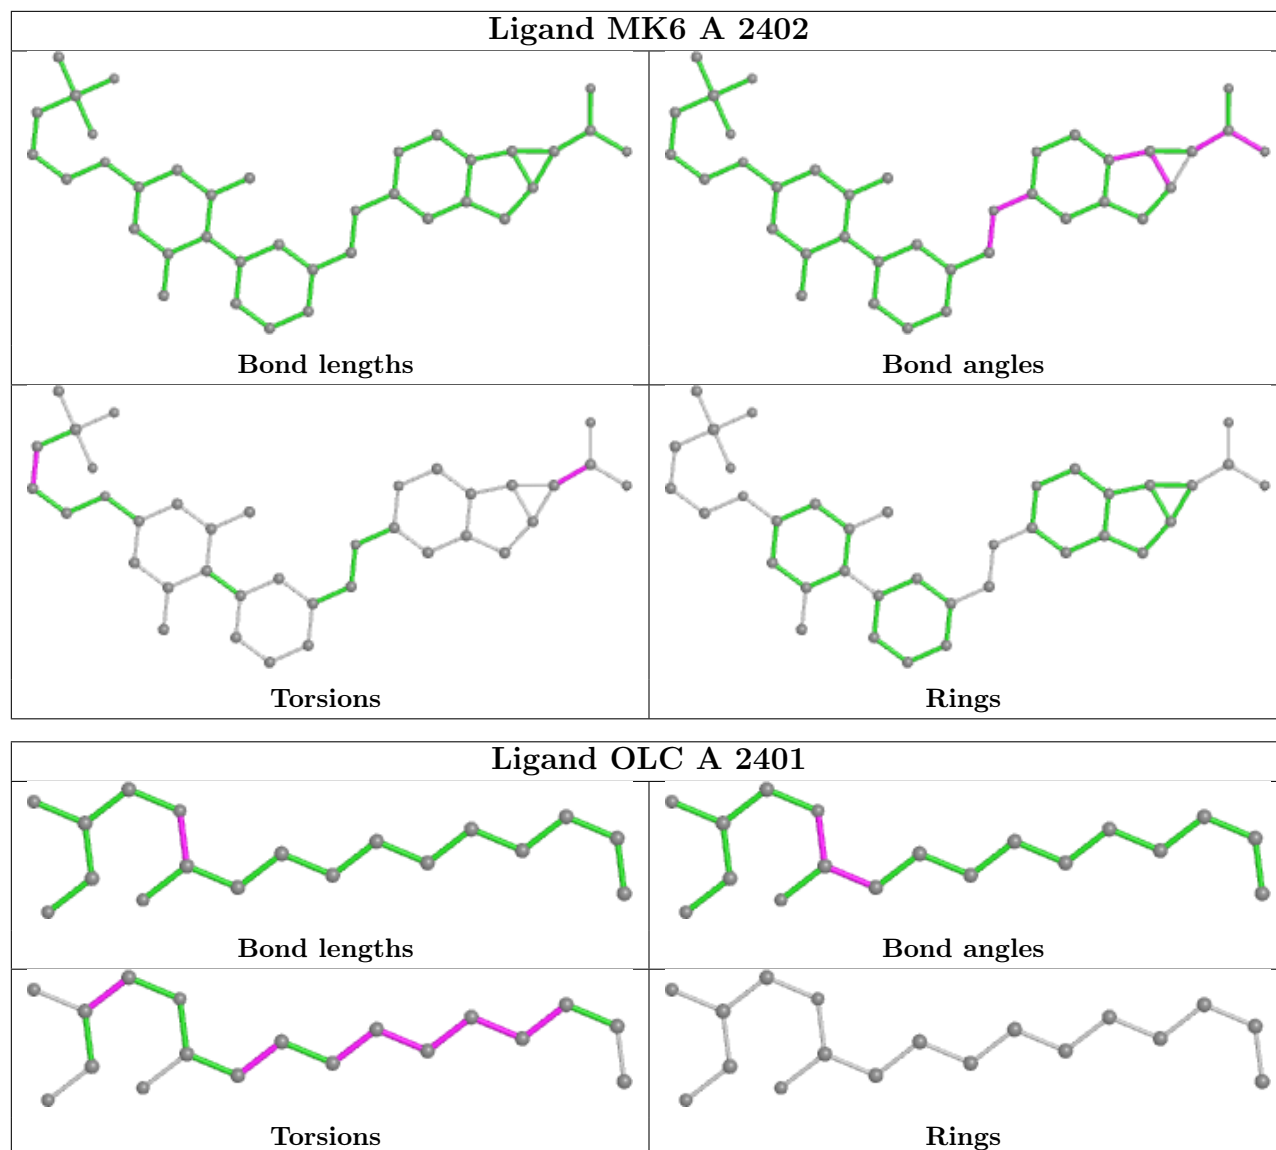 Ligand MK6 A 2402
Bond lengths
Bond angles
Torsions
Rings
Ligand OLC A 2401
Bond lengths
Bond angles
Torsions
Rings